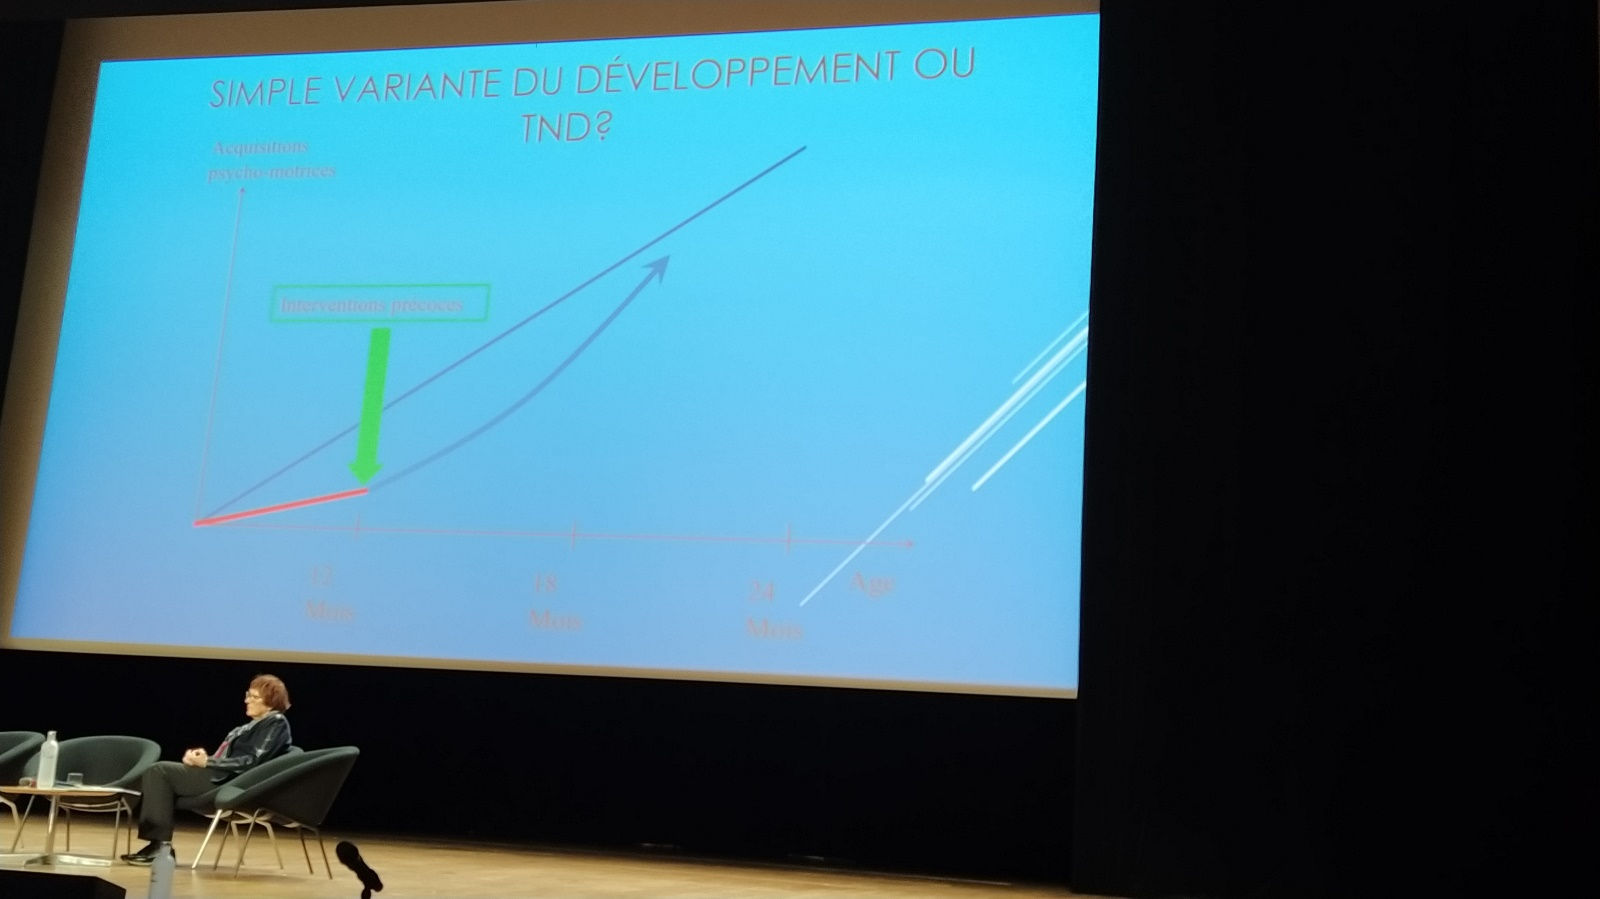 SIMPLE VARIANTE DU DÉVELOPPEMENT OU
TND?
Acquisitions
psycho-motrices
Interventions précoces
12
Mois
18
Mois
24
Mois
Age